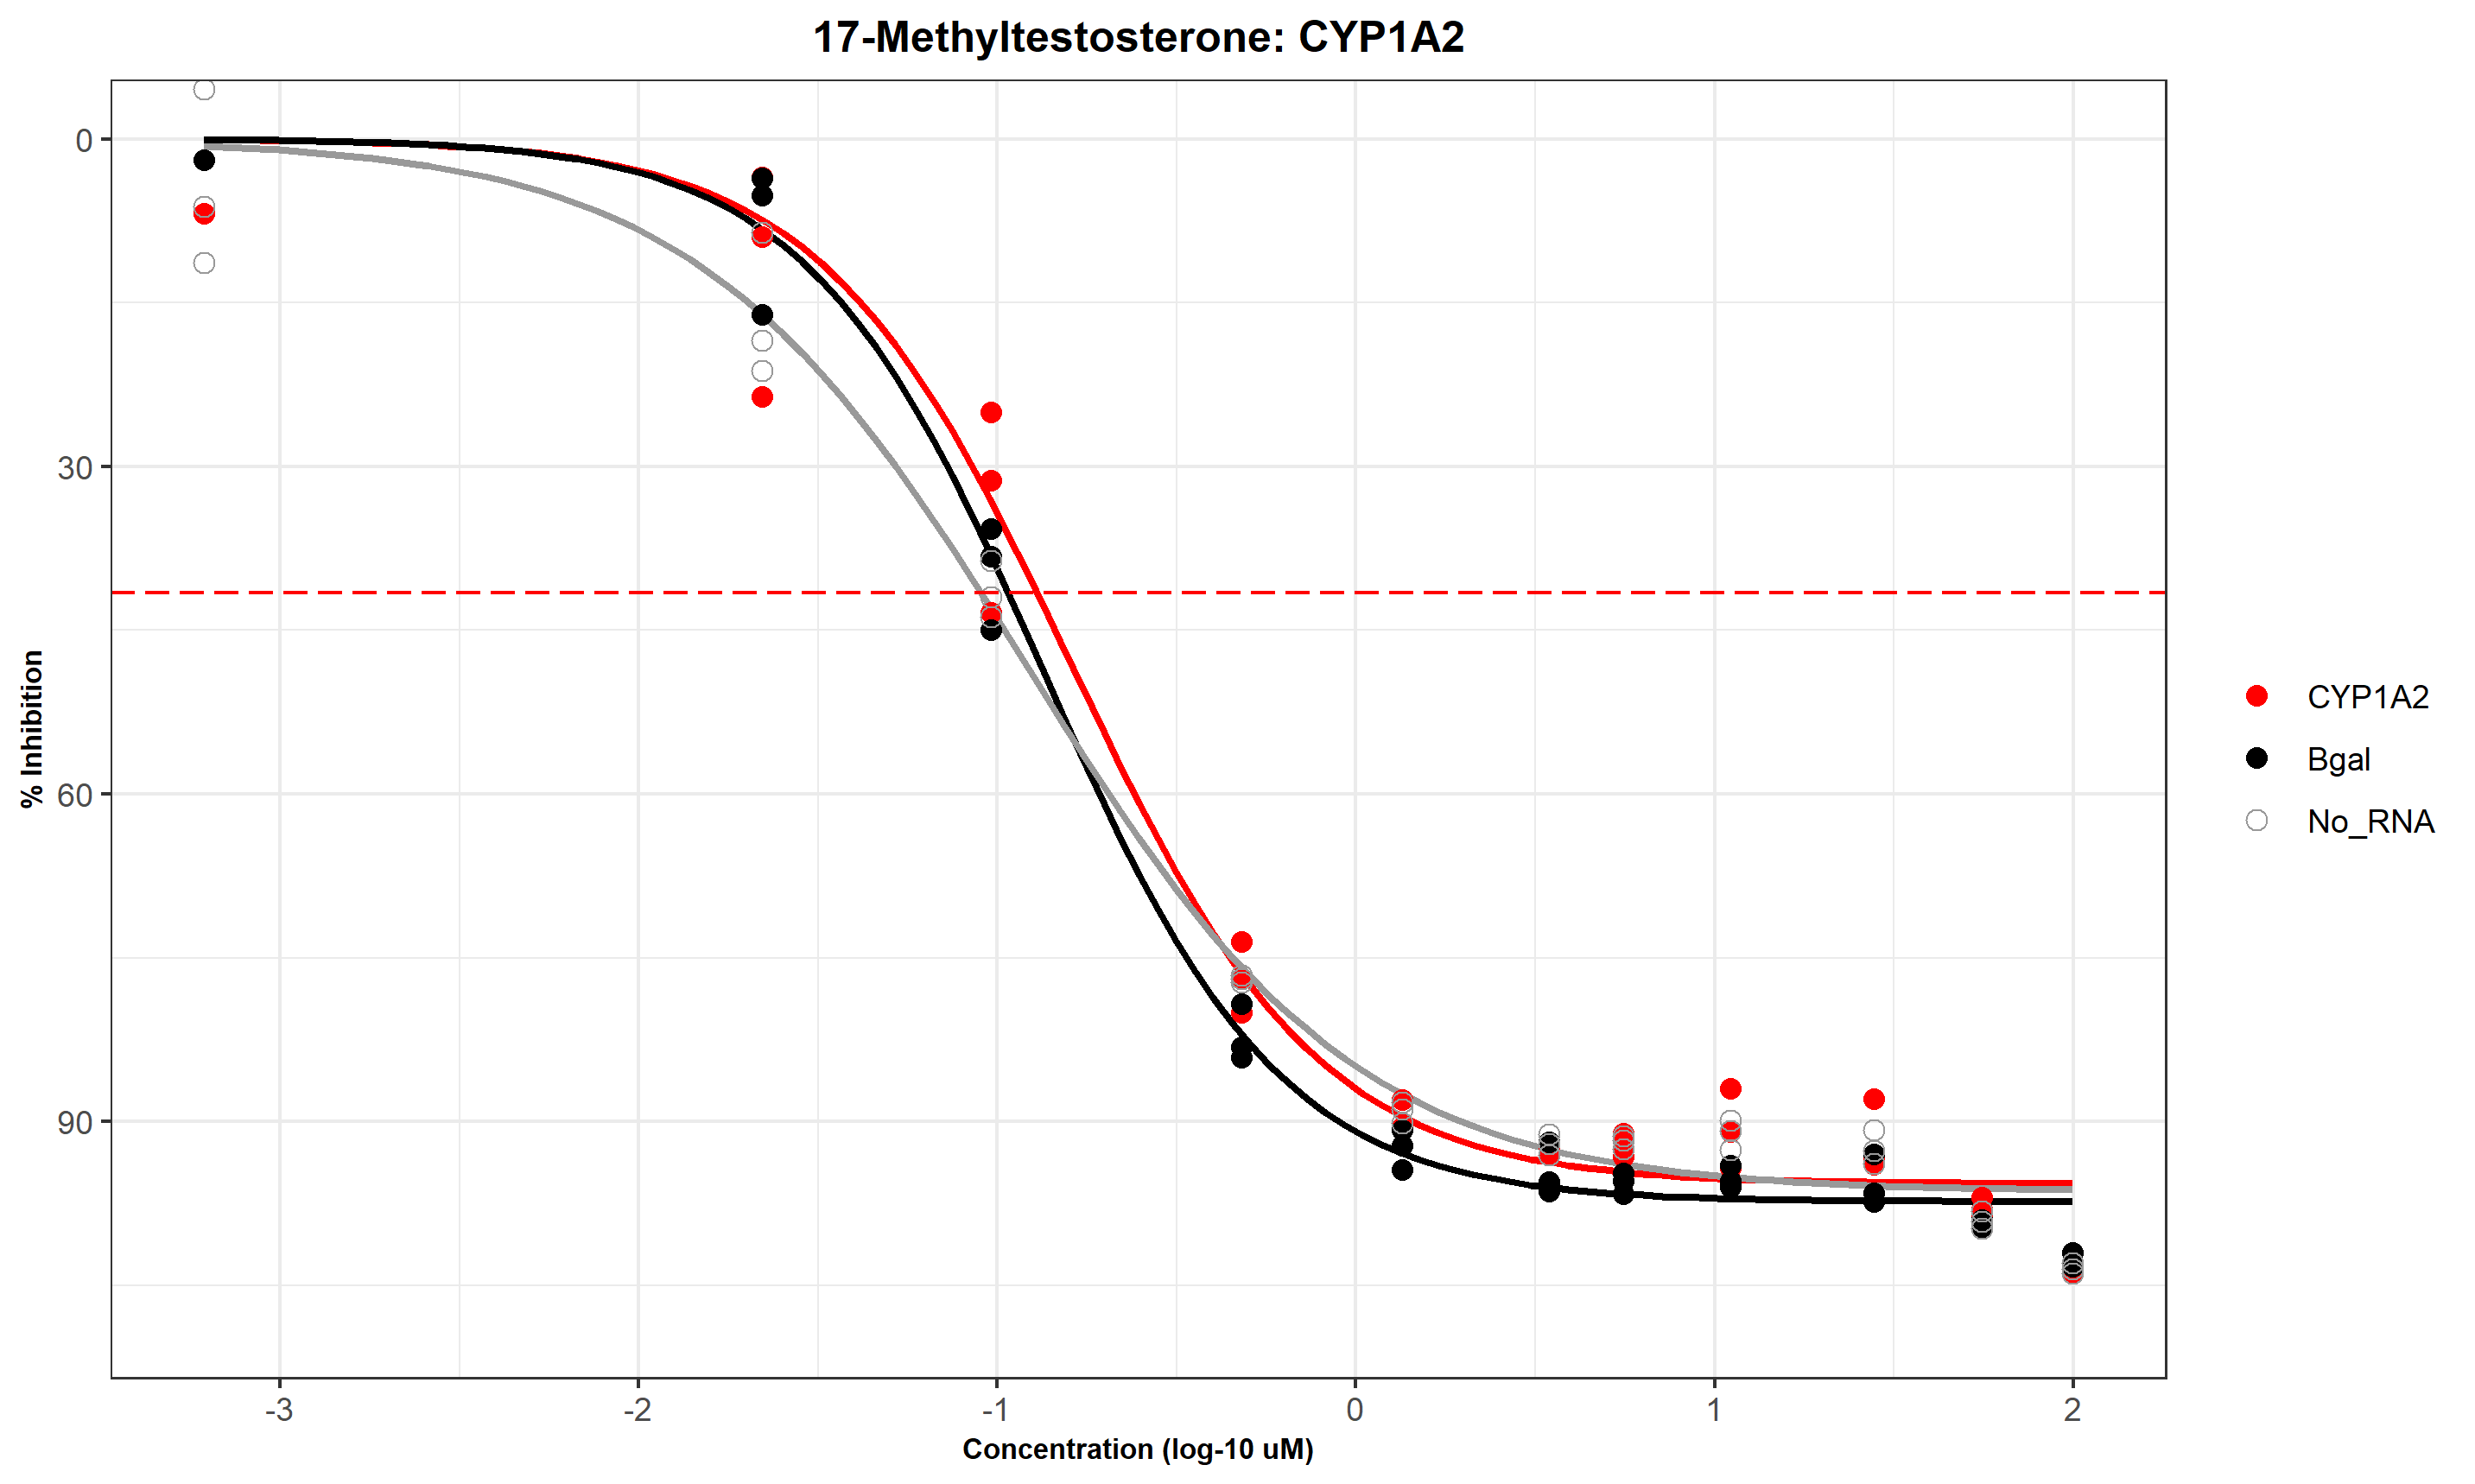 17-Methyltestosterone: CYP1A2
0
30
60
90
% Inhibition
-3
-2
-1
0
1
2
Concentration (log-10 uM)
CYP1A2
Bgal
No_RNA